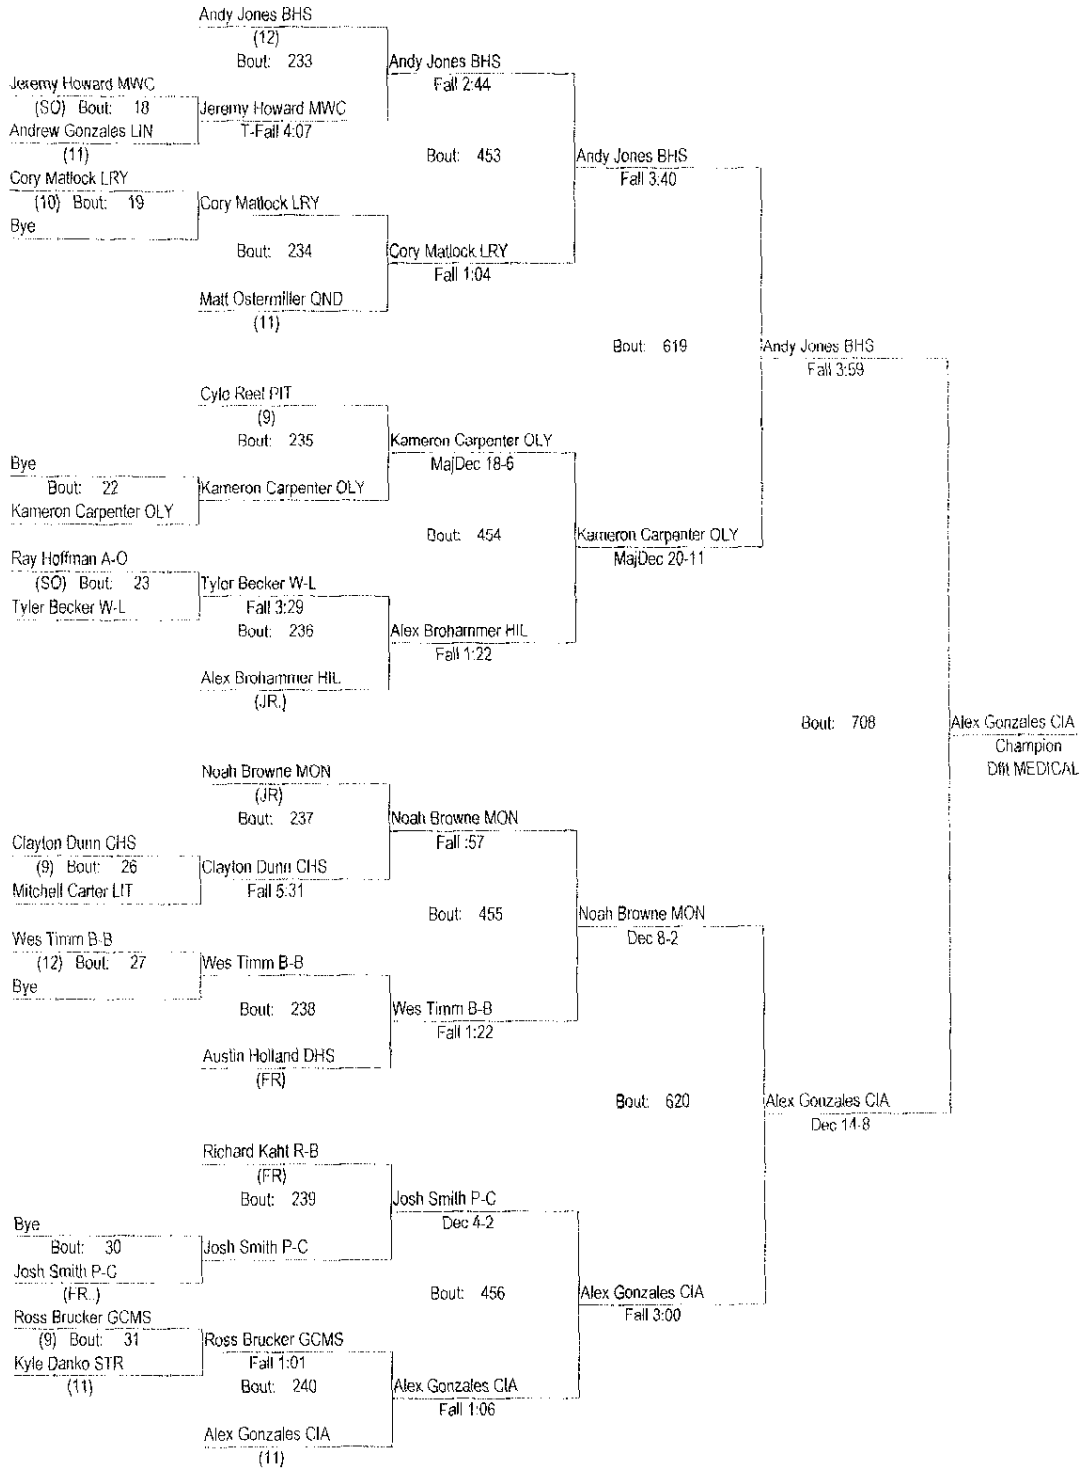 Andy Jones BHS
(12)
Bout: 233
Andy Jones BHS
Fall 2:44
Jeremy Howard MWC
(SO) Bout: 18
Jeremy Howard MWC
Andrew Gonzales LIN
T-Fall 4:07
(11)
Bout: 453
Andy Jones BHS
Fall 3:40
Cory Matlock LRY
(10) Bout: 19
Cory Matlock LRY
Bye
Bout: 234
Cory Matlock LRY
Fall 1:04
Matt Ostermiller QND
(11)
Bout: 619
Andy Jones BHS
Fall 3:59
Cylo Reel PIT
(9)
Bout: 235
Kameron Carpenter OLY
MajDec 18-6
Bye
Bout: 22
Kameron Carpenter OLY
Kameron Carpenter OLY
Bout: 454
Kameron Carpenter OLY
MajDec 20-11
Ray Hoffman A-O
(SO) Bout: 23
Tyler Becker W-L
Tyler Becker W-L
Fall 3:29
Bout: 236
Alex Brohammer HIL
Fall 1:22
Alex Brohammer HIL
(JR.)
Bout: 708
Alex Gonzales CIA
Champion
Dflt MEDICAL
Noah Browne MON
(JR)
Bout: 237
Noah Browne MON
Fall :57
Clayton Dunn CHS
(9) Bout: 26
Clayton Dunn CHS
Mitchell Carter LIT
Fall 5:31
Bout: 455
Noah Browne MON
Dec 8-2
Wes Timm B-B
(12) Bout: 27
Wes Timm B-B
Bye
Bout: 238
Wes Timm B-B
Fall 1:22
Austin Holland DHS
(FR)
Bout: 620
Alex Gonzales CIA
Dec 14-8
Richard Kaht R-B
(FR)
Bout: 239
Josh Smith P-C
Dec 4-2
Bye
Bout: 30
Josh Smith P-C
Josh Smith P-C
(FR..)
Bout: 456
Alex Gonzales CIA
Fall 3:00
Ross Brucker GCMS
(9) Bout: 31
Ross Brucker GCMS
Kyle Danko STR
Fall 1:01
(11)
Bout: 240
Alex Gonzales CIA
Fall 1:06
Alex Gonzales CIA
(11)